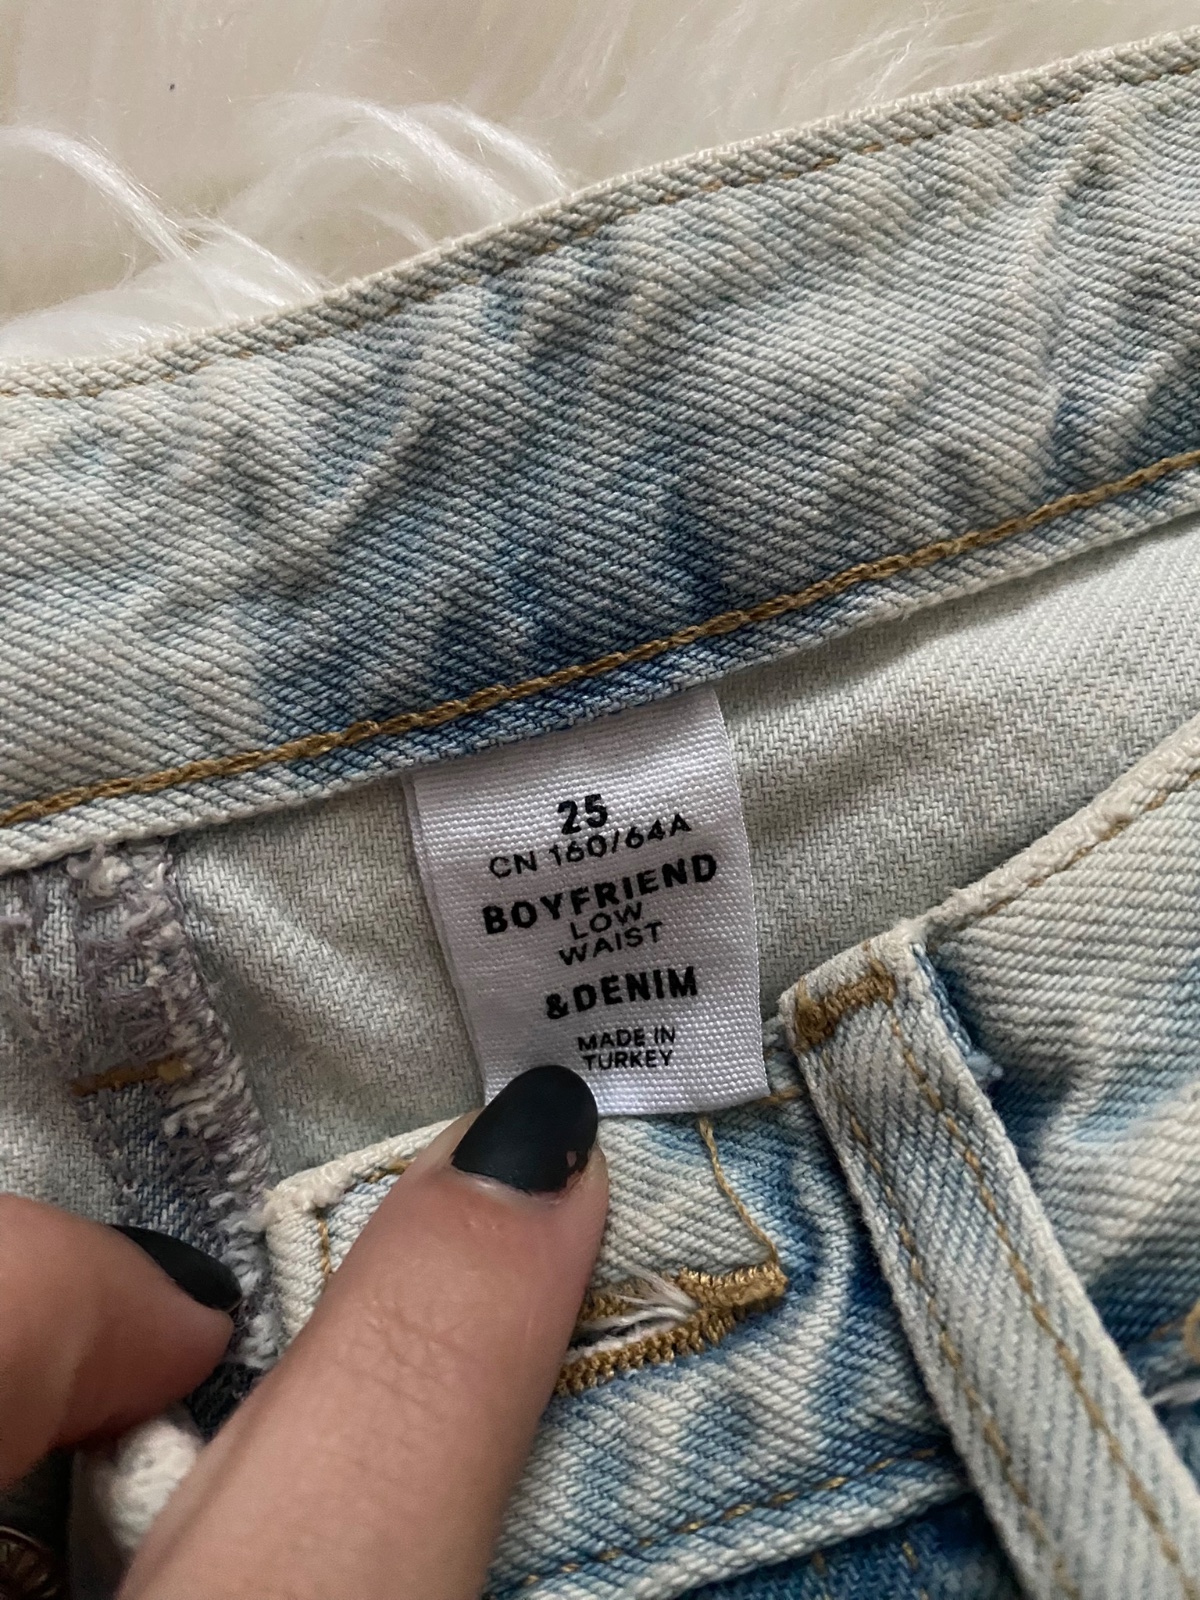 25
CN 160/64A
BOYFRIEND
LOW
WAIST
&DENIM
MADE IN
TURKEY